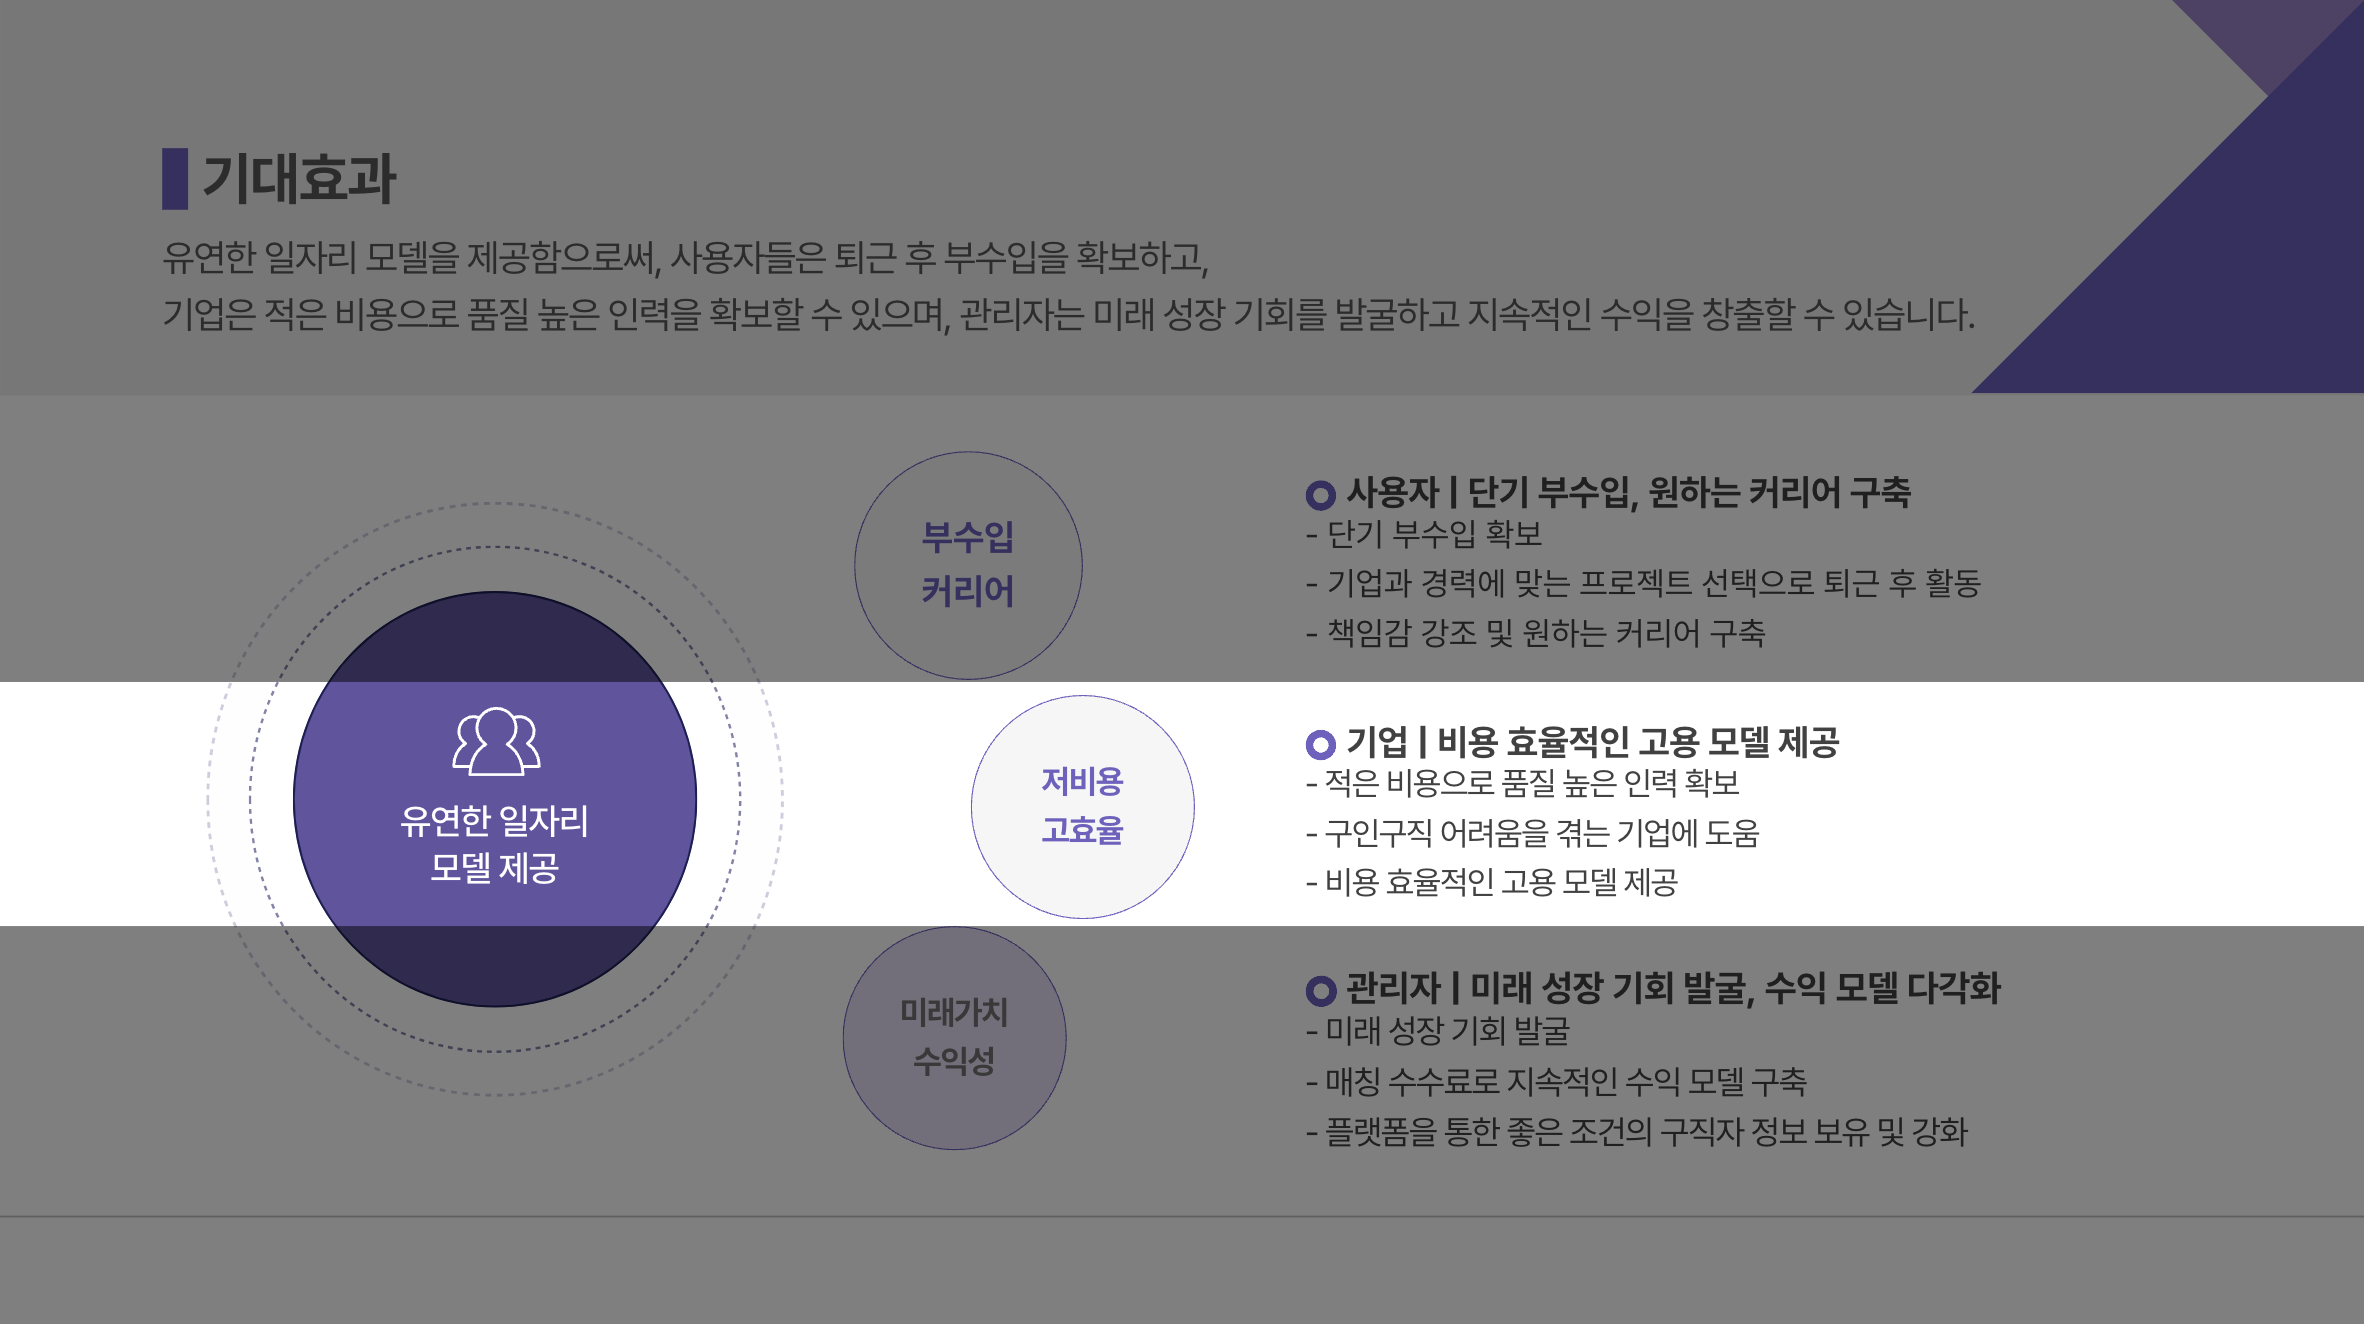 기대효과
유연한 일자리 모델을 제공함으로써, 사용자들은 퇴근 후 부수입을 확보하고,
기업은 적은 비용으로 품질 높은 인력을 확보할 수 있으며, 관리자는 미래 성장 기회를 발굴하고 지속적인 수익을 창출할 수 있습니다.
유연한 일자리
모델 제공
부수입
커리어
사용자 | 단기 부수입, 원하는 커리어 구축
- 단기 부수입 확보
- 기업과 경력에 맞는 프로젝트 선택으로 퇴근 후 활동
- 책임감 강조 및 원하는 커리어 구축
저비용
고효율
기업 | 비용 효율적인 고용 모델 제공
- 적은 비용으로 품질 높은 인력 확보
- 구인구직 어려움을 겪는 기업에 도움
- 비용 효율적인 고용 모델 제공
미래가치
수익성
관리자 | 미래 성장 기회 발굴, 수익 모델 다각화
- 미래 성장 기회 발굴
- 매칭 수수료로 지속적인 수익 모델 구축
- 플랫폼을 통한 좋은 조건의 구직자 정보 보유 및 강화